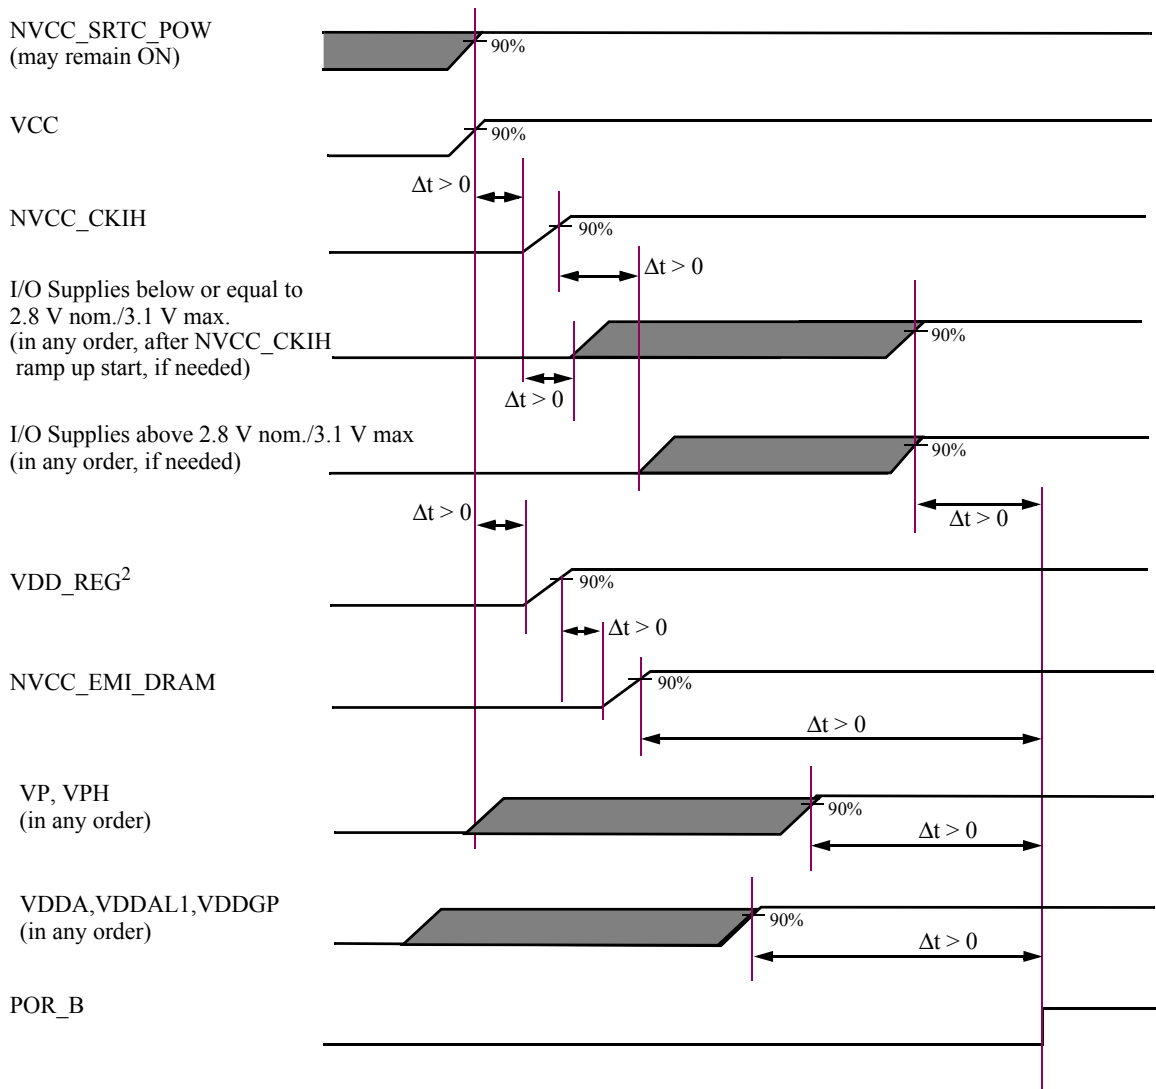 NVCC_SRTC_POW
(may remain ON)
90%
VCC
90%
Δt > 0
NVCC_CKIH
90%
Δt > 0
I/O Supplies below or equal to
2.8 V nom./3.1 V max.
(in any order, after NVCC_CKIH
ramp up start, if needed)
90%
Δt > 0
I/O Supplies above 2.8 V nom./3.1 V max
(in any order, if needed)
90%
Δt > 0
Δt > 0
VDD_REG²
90%
Δt > 0
NVCC_EMI_DRAM
90%
Δt > 0
VP, VPH
(in any order)
90%
Δt > 0
VDDA,VDDAL1,VDDGP
(in any order)
90%
Δt > 0
POR_B